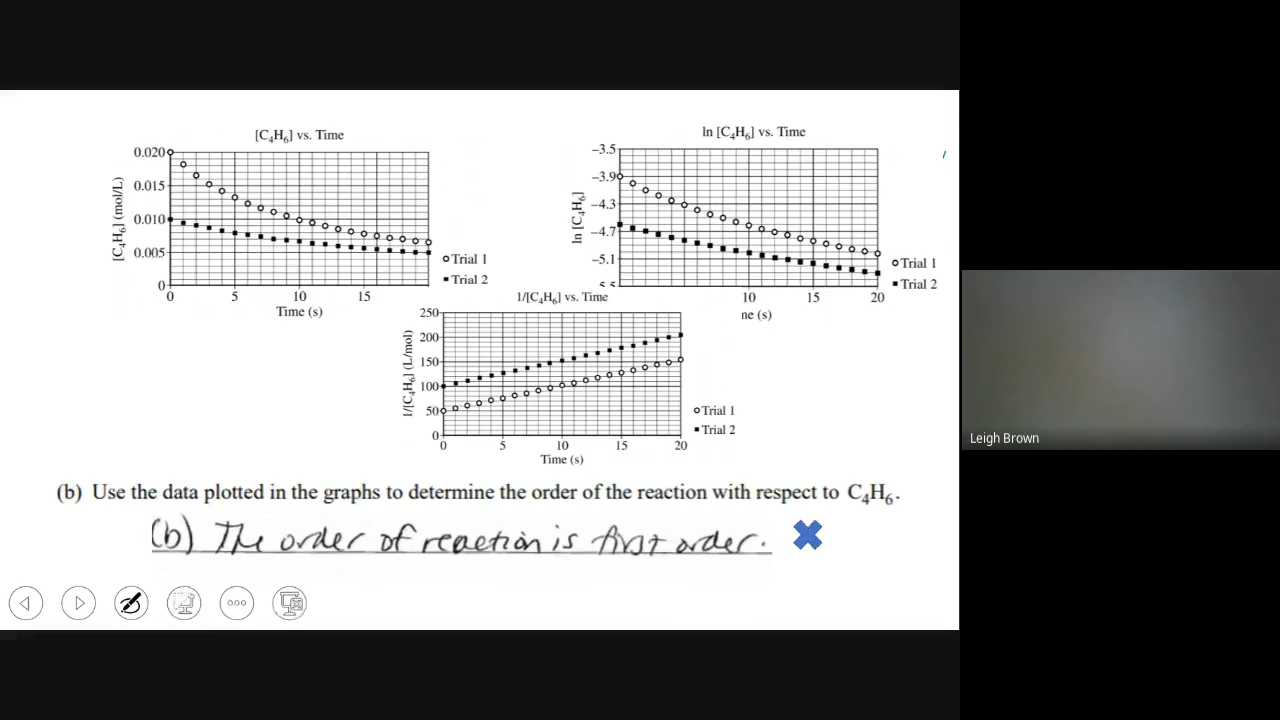 [C₄H₆] vs. Time
0.020
0.015
0.010
0.005
0
[C₄H₆] (mol/L)
0 5 10 15
Time (s)
Trial 1
Trial 2
ln [C₄H₆] vs. Time
−3.5
−3.9
−4.3
−4.7
−5.1
ln [C₄H₆]
10 15 20
ne (s)
Trial 1
Trial 2
1/[C₄H₆] vs. Time
250
200
150
100
50
0
1/[C₄H₆] (L/mol)
0 5 10 15 20
Time (s)
Trial 1
Trial 2
(b) Use the data plotted in the graphs to determine the order of the reaction with respect to C₄H₆.
(b) The order of reaction is first order.
Leigh Brown